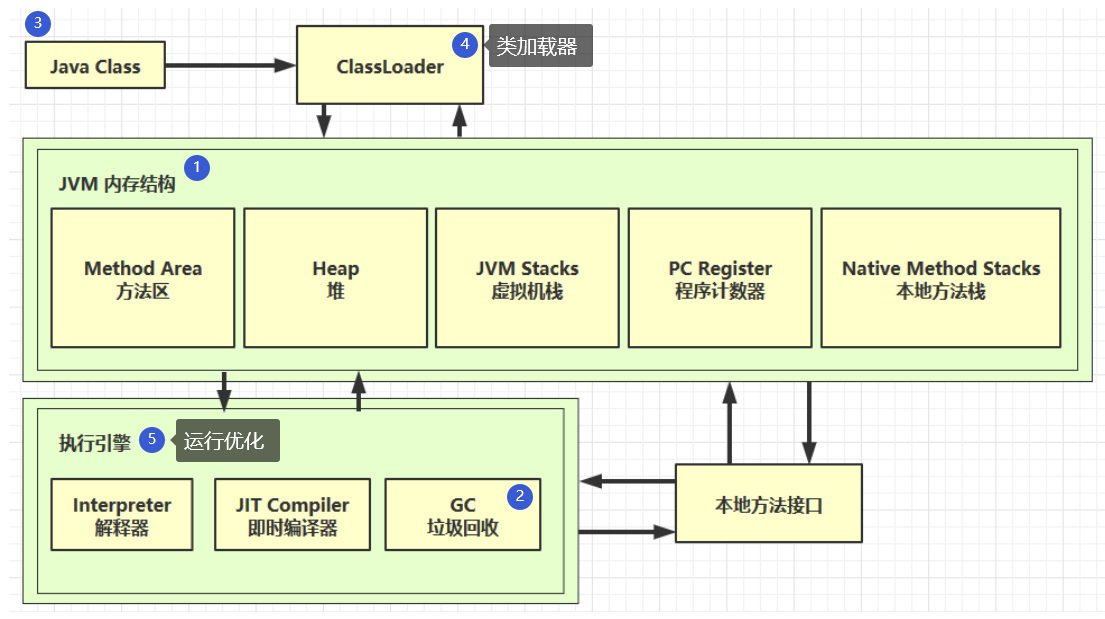 3
Java Class
ClassLoader
4
类加载器
JVM 内存结构
1
Method Area
方法区
Heap
堆
JVM Stacks
虚拟机栈
PC Register
程序计数器
Native Method Stacks
本地方法栈
执行引擎
5
运行优化
Interpreter
解释器
JIT Compiler
即时编译器
GC
垃圾回收
2
本地方法接口